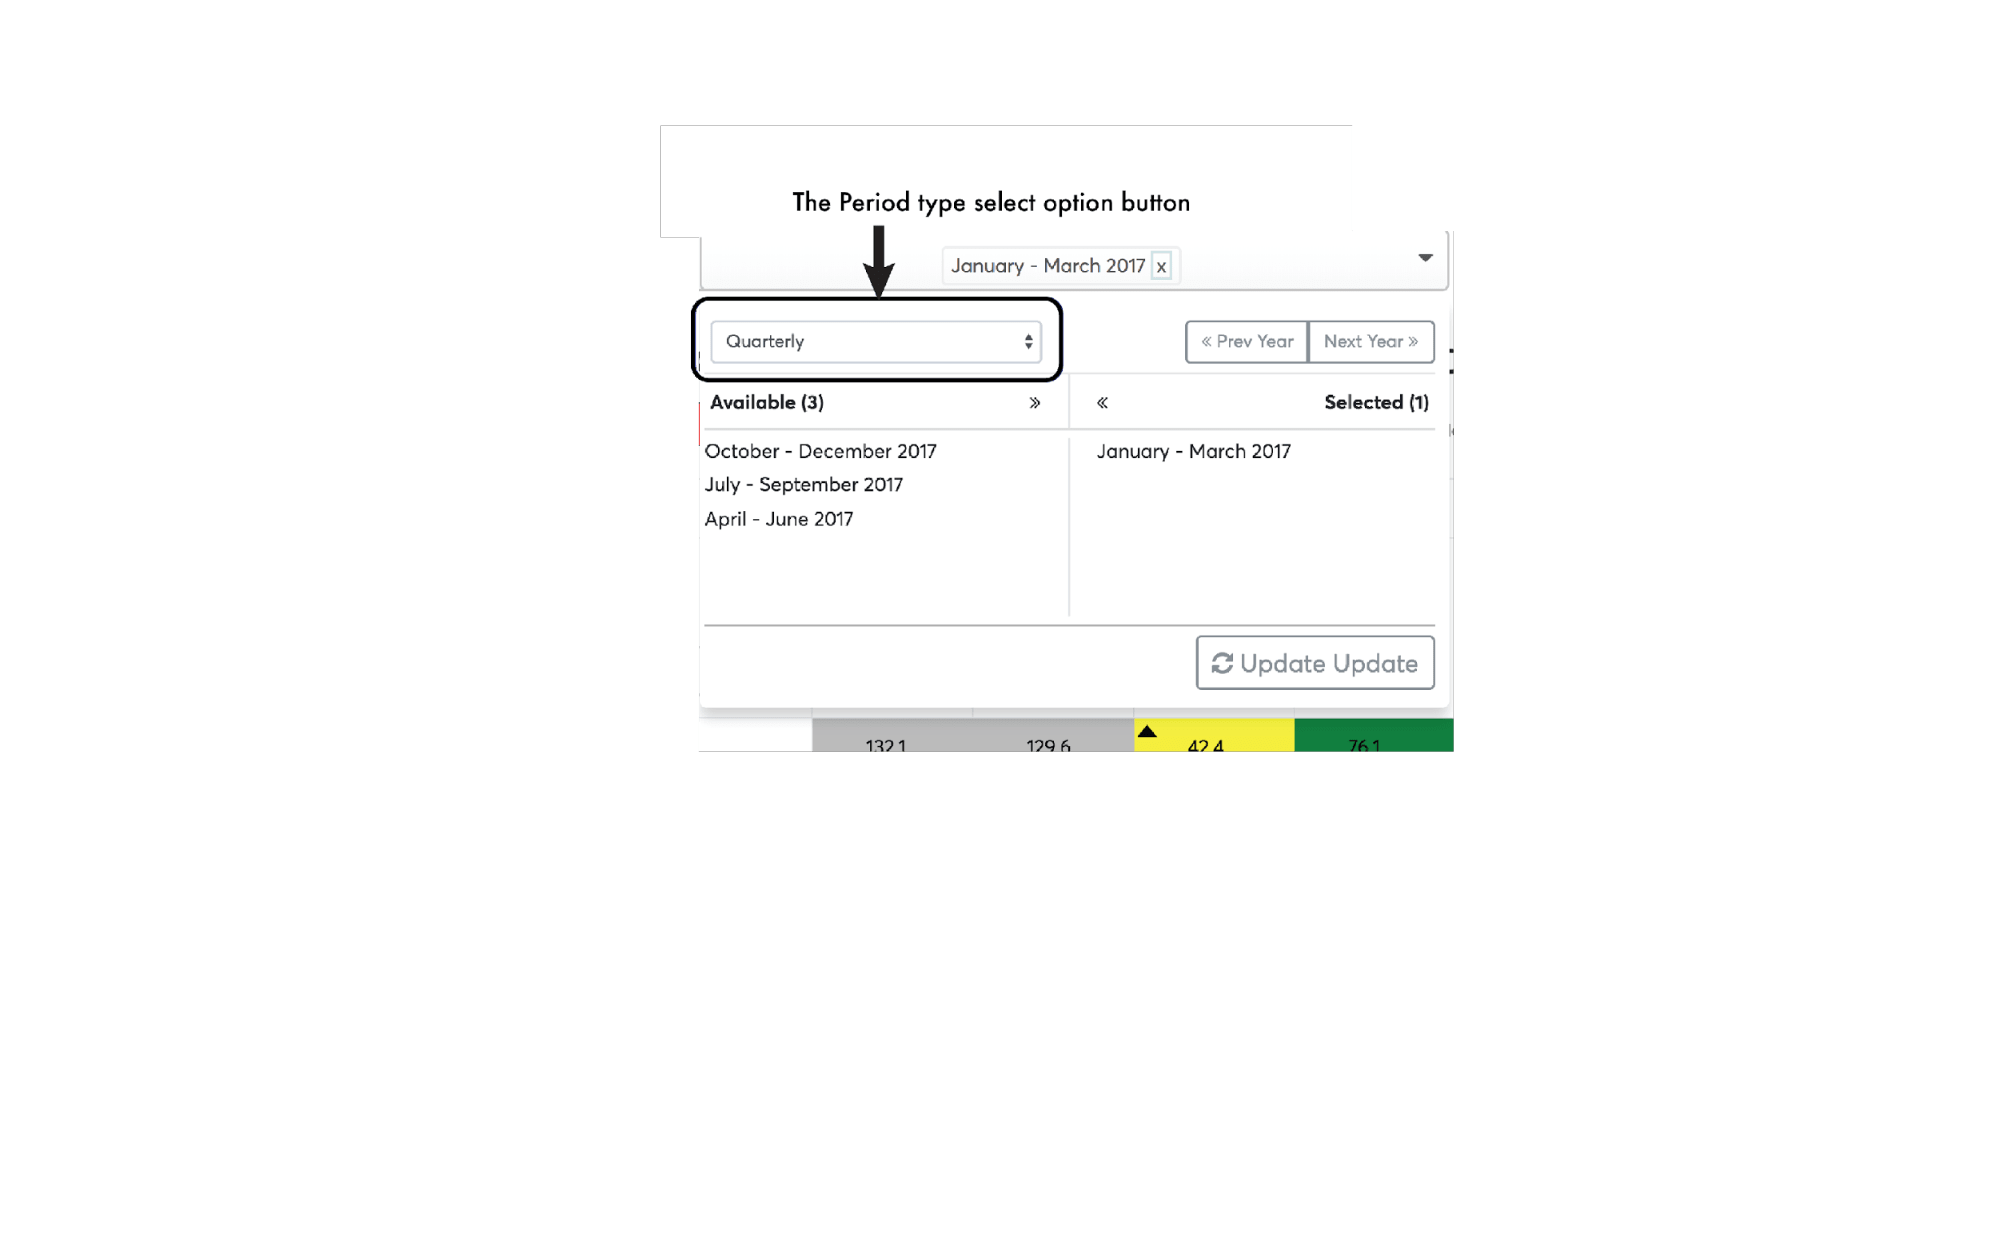 The Period type select option button
January - March 2017 x
Quarterly
« Prev Year Next Year »
Available (3) » « Selected (1)
October - December 2017 January - March 2017
July - September 2017
April - June 2017
Update Update
132.1 129.6 42.4 76.1